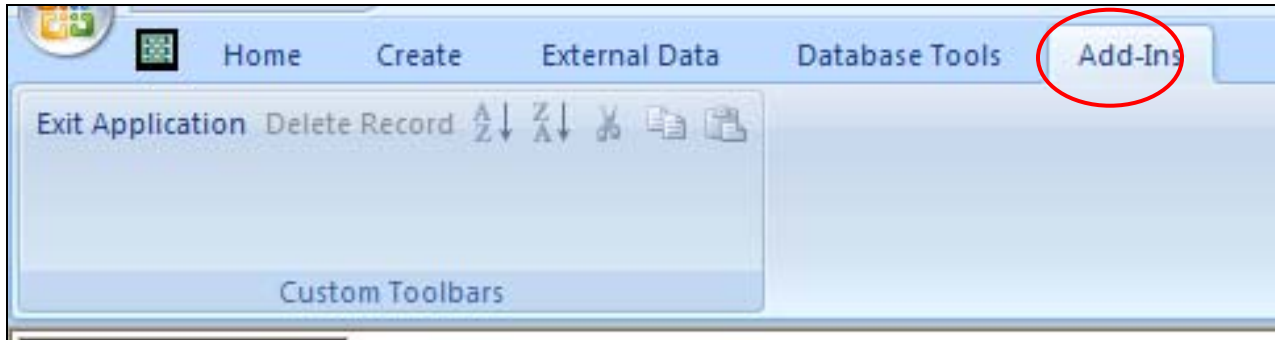 Home Create External Data Database Tools Add-Ins
Exit Application Delete Record A Z Z A
Custom Toolbars